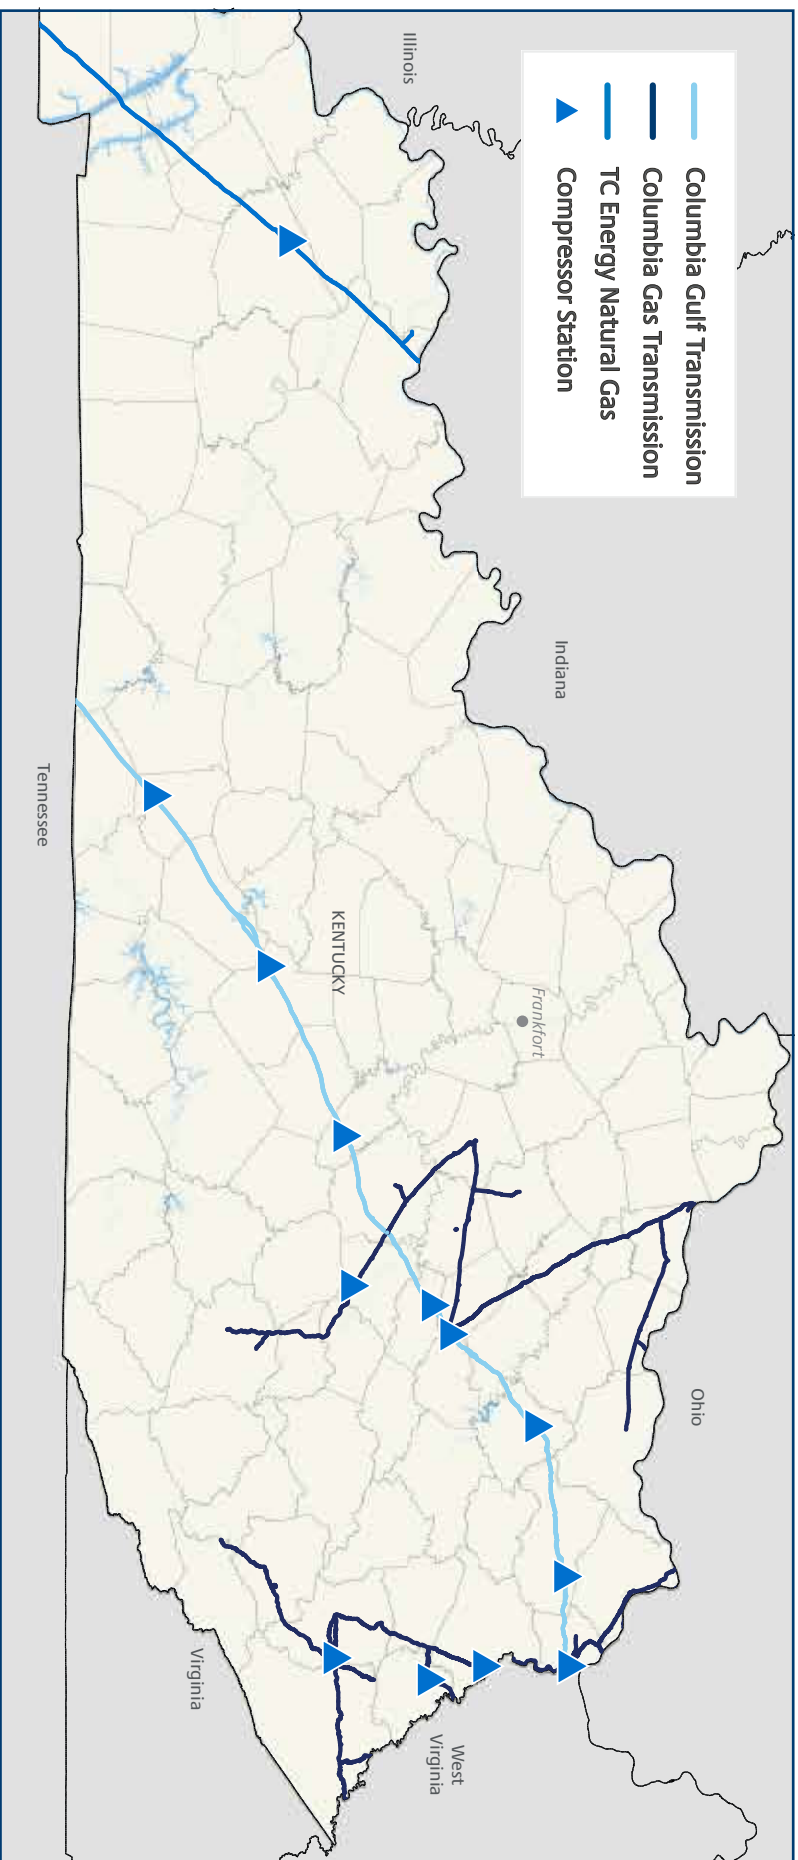 Columbia Gulf Transmission
Columbia Gas Transmission
TC Energy Natural Gas
Compressor Station
Illinois
Indiana
Ohio
Frankfort
KENTUCKY
West
Virginia
Virginia
Tennessee